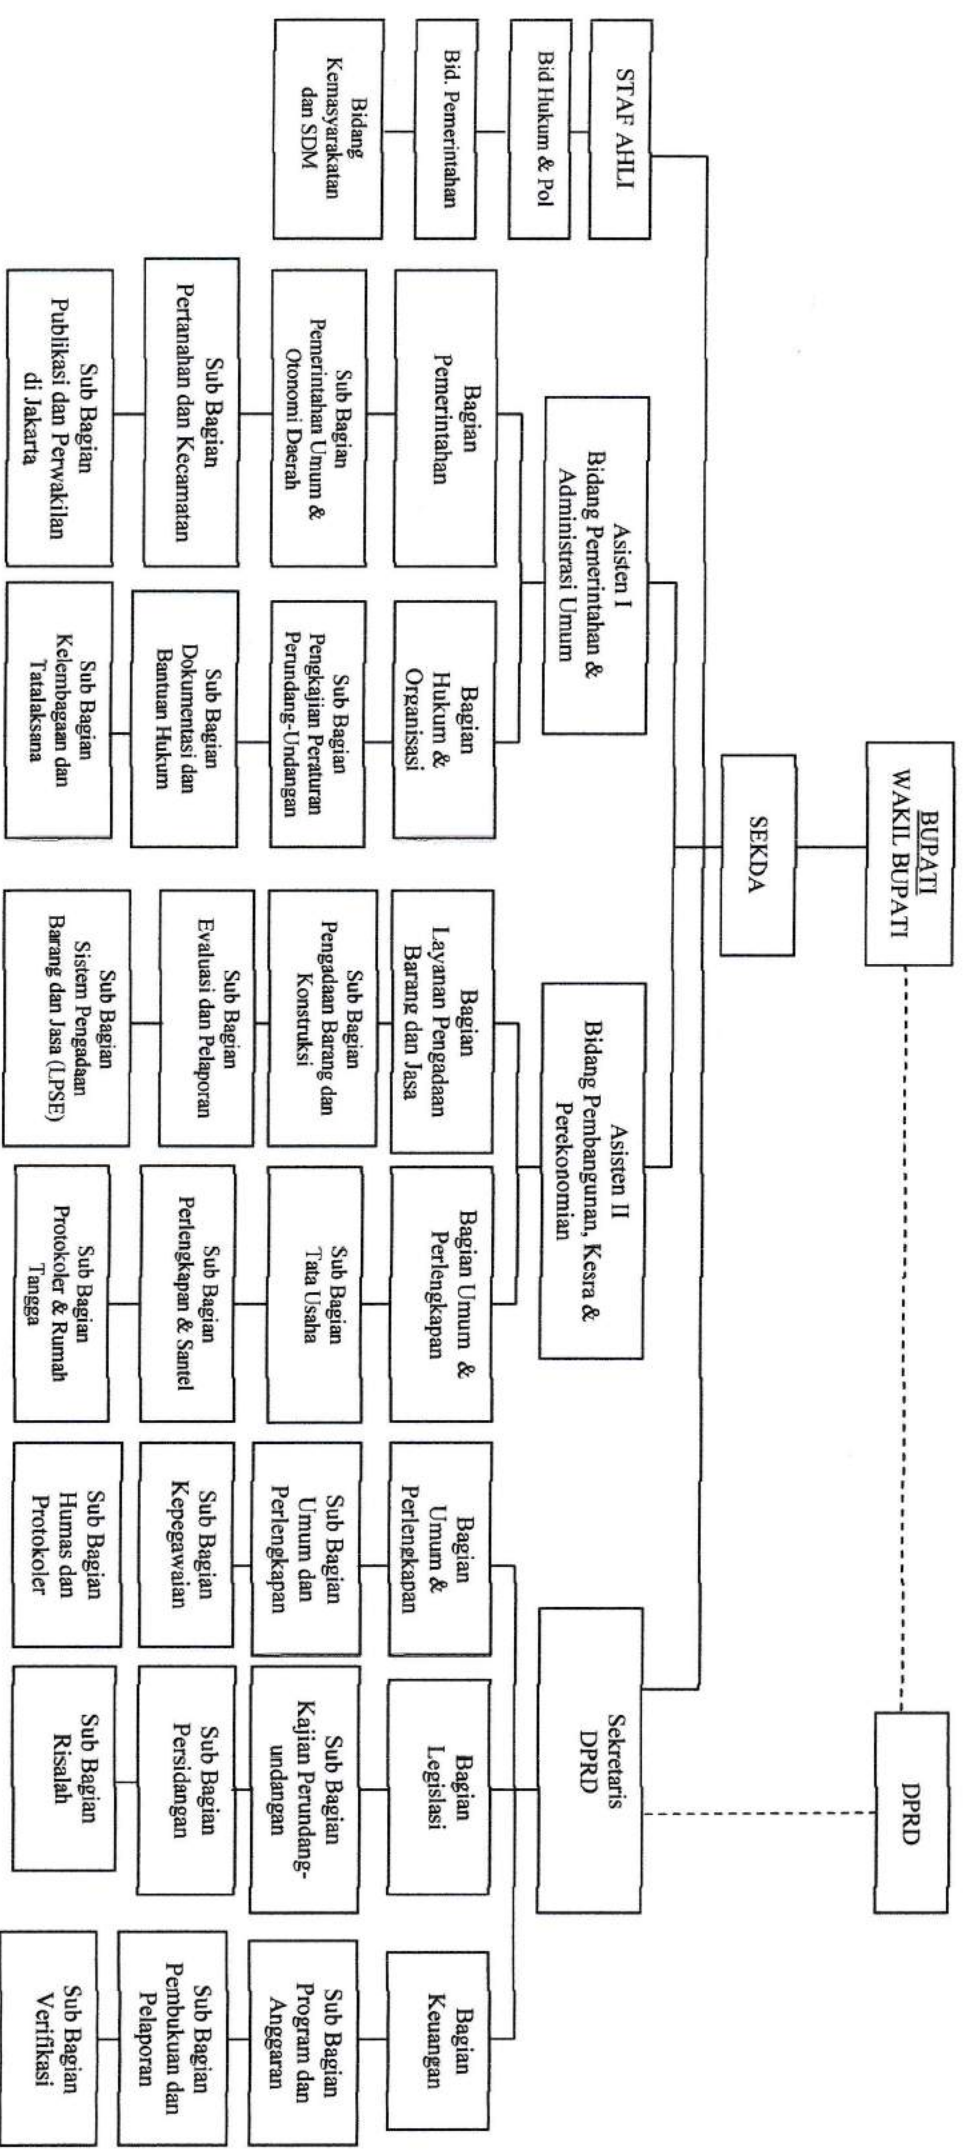 BUPATI
WAKIL BUPATI
DPRD
SEKDA
STAF AHLI
Bid Hukum & Pol
Bid. Pemerintahan
Bidang
Kemasyarakatan
dan SDM
Asisten I
Bidang Pemerintahan &
Administrasi Umum
Bagian
Pemerintahan
Sub Bagian
Pemerintahan Umum &
Otonomi Daerah
Sub Bagian
Pertanahan dan Kecamatan
Sub Bagian
Publikasi dan Perwakilan
di Jakarta
Bagian
Hukum &
Organisasi
Sub Bagian
Pengkajian Peraturan
Perundang-Undangan
Sub Bagian
Dokumentasi dan
Bantuan Hukum
Sub Bagian
Kelembagaan dan
Tatalaksana
Asisten II
Bidang Pembangunan, Kesra &
Perekonomian
Bagian
Layanan Pengadaan
Barang dan Jasa
Sub Bagian
Pengadaan Barang dan
Konstruksi
Sub Bagian
Evaluasi dan Pelaporan
Sub Bagian
Sistem Pengadaan
Barang dan Jasa (LPSE)
Bagian Umum &
Perlengkapan
Sub Bagian
Tata Usaha
Sub Bagian
Perlengkapan & Santel
Sub Bagian
Protokoler & Rumah
Tangga
Sekretaris
DPRD
Bagian
Umum &
Perlengkapan
Sub Bagian
Umum dan
Perlengkapan
Sub Bagian
Kepegawaian
Sub Bagian
Humas dan
Protokoler
Bagian
Legislasi
Sub Bagian
Kajian Perundang-
undangan
Sub Bagian
Persidangan
Sub Bagian
Risalah
Bagian
Keuangan
Sub Bagian
Program dan
Anggaran
Sub Bagian
Pembukuan dan
Pelaporan
Sub Bagian
Verifikasi